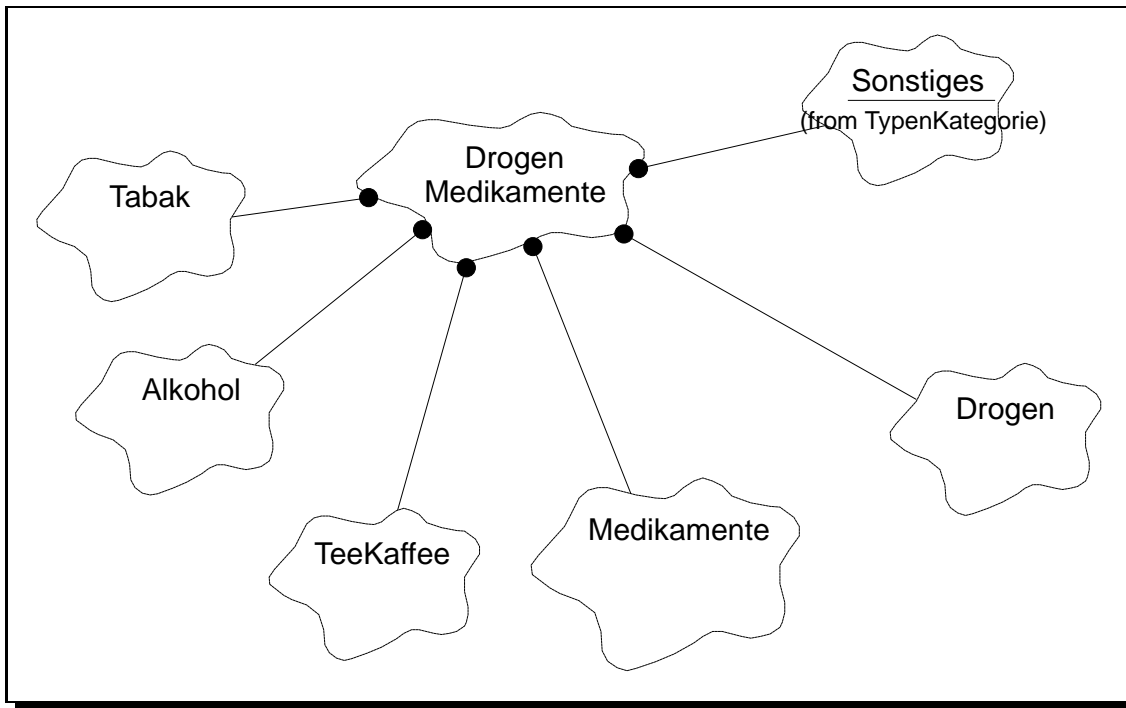 Sonstiges
(from TypenKategorie)
Drogen
Medikamente
Tabak
Alkohol
Drogen
TeeKaffee
Medikamente